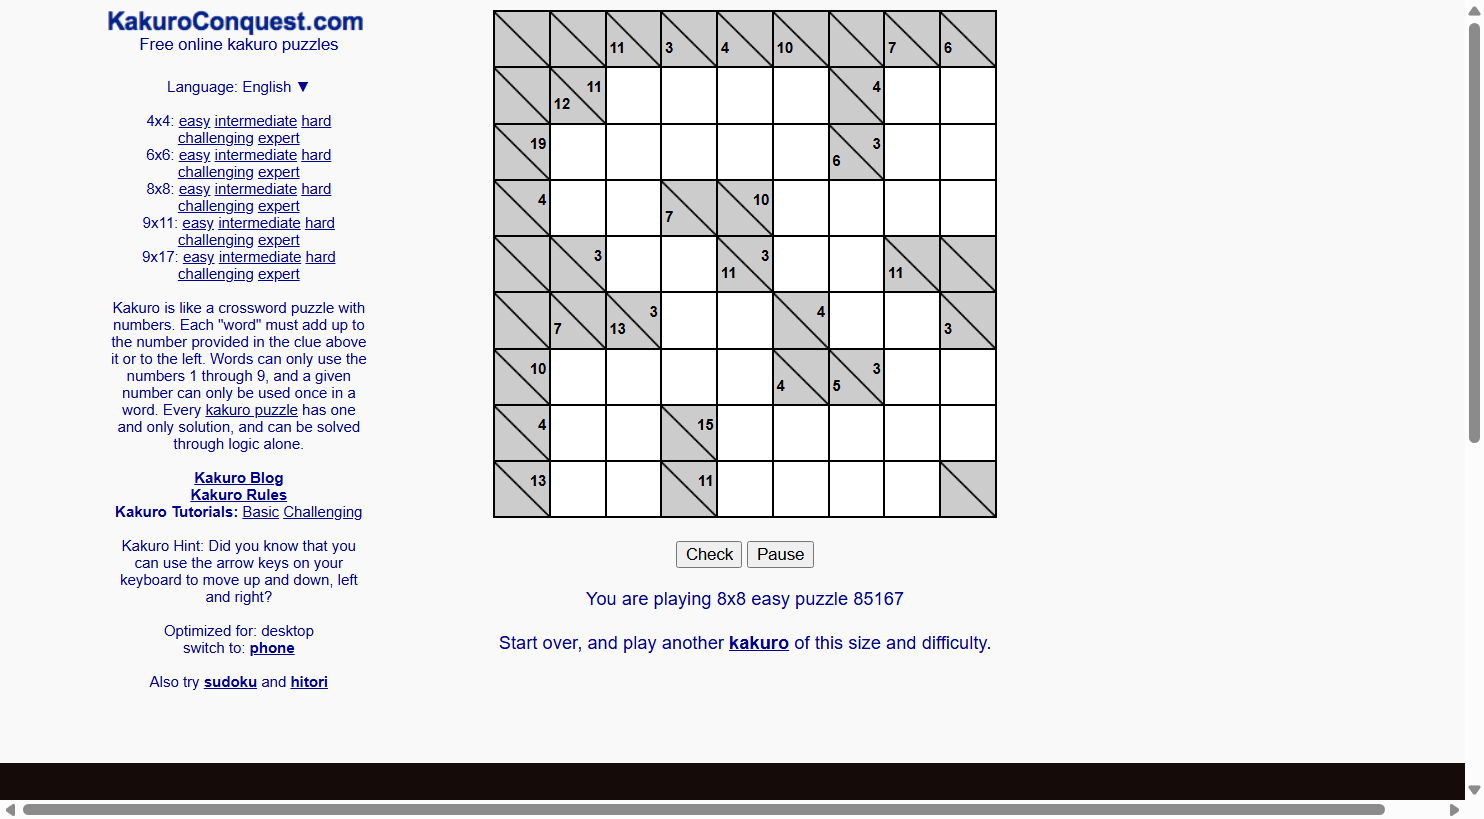 KakuroConquest.com
Free online kakuro puzzles
Language: English ▼
4x4: easy intermediate hard
challenging expert
6x6: easy intermediate hard
challenging expert
8x8: easy intermediate hard
challenging expert
9x11: easy intermediate hard
challenging expert
9x17: easy intermediate hard
challenging expert
Kakuro is like a crossword puzzle with
numbers. Each "word" must add up to
the number provided in the clue above
it or to the left. Words can only use the
numbers 1 through 9, and a given
number can only be used once in a
word. Every kakuro puzzle has one
and only solution, and can be solved
through logic alone.
Kakuro Blog
Kakuro Rules
Kakuro Tutorials: Basic Challenging
Kakuro Hint: Did you know that you
can use the arrow keys on your
keyboard to move up and down, left
and right?
Optimized for: desktop
switch to: phone
Also try sudoku and hitori
11 3 4 10 7 6
11 4
12
19 3
6
4 10
7
3 3
11 11
3 4
7 13 3
10 3
4 5
4 15
13 11
Check Pause
You are playing 8x8 easy puzzle 85167
Start over, and play another kakuro of this size and difficulty.